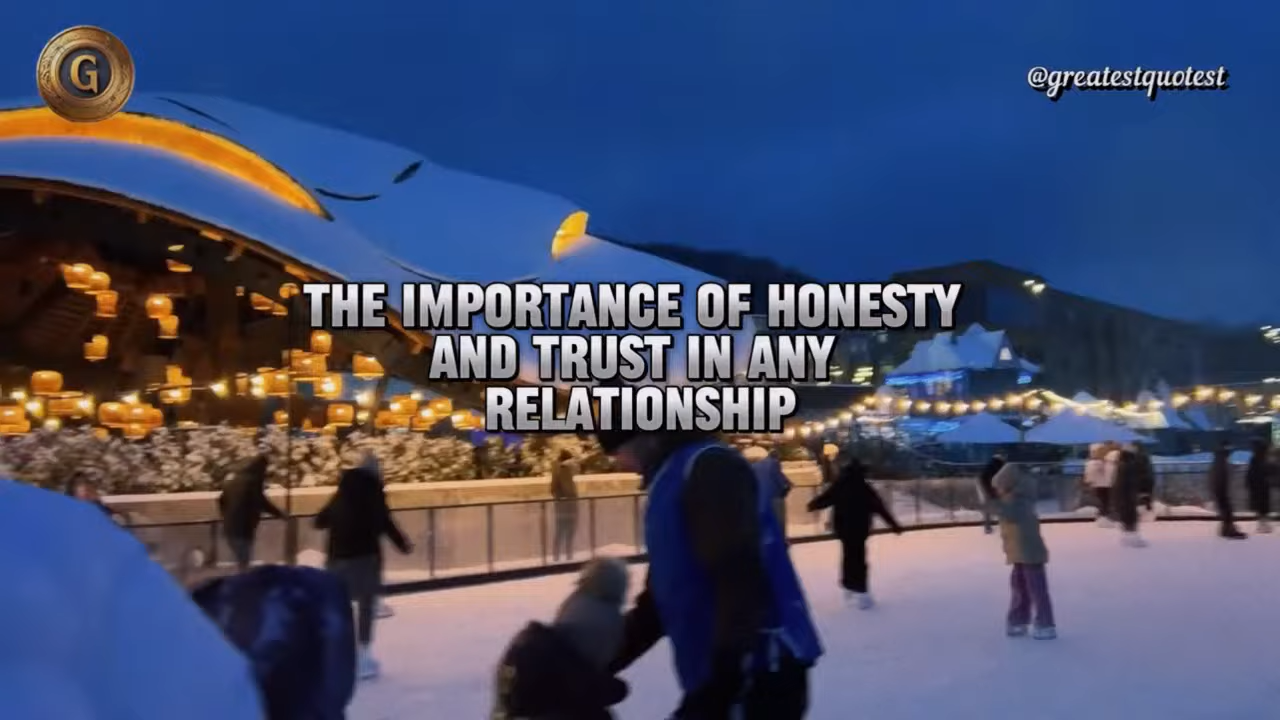 G
@greatestquotest
THE IMPORTANCE OF HONESTY
AND TRUST IN ANY
RELATIONSHIP